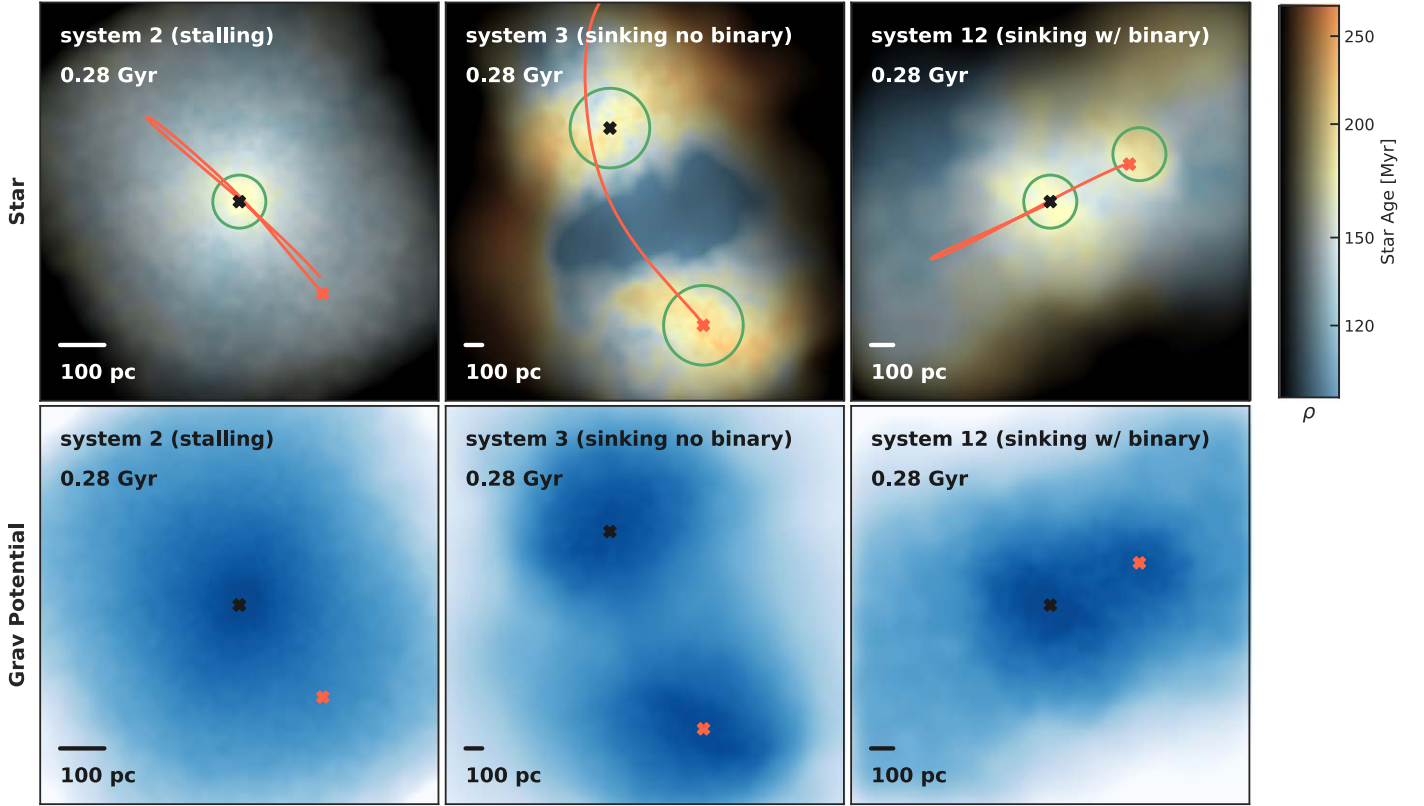 Star
system 2 (stalling)
0.28 Gyr
100 pc
system 3 (sinking no binary)
0.28 Gyr
100 pc
system 12 (sinking w/ binary)
0.28 Gyr
100 pc
250
200
150
120
Star Age [Myr]
ρ
Grav Potential
system 2 (stalling)
0.28 Gyr
100 pc
system 3 (sinking no binary)
0.28 Gyr
100 pc
system 12 (sinking w/ binary)
0.28 Gyr
100 pc